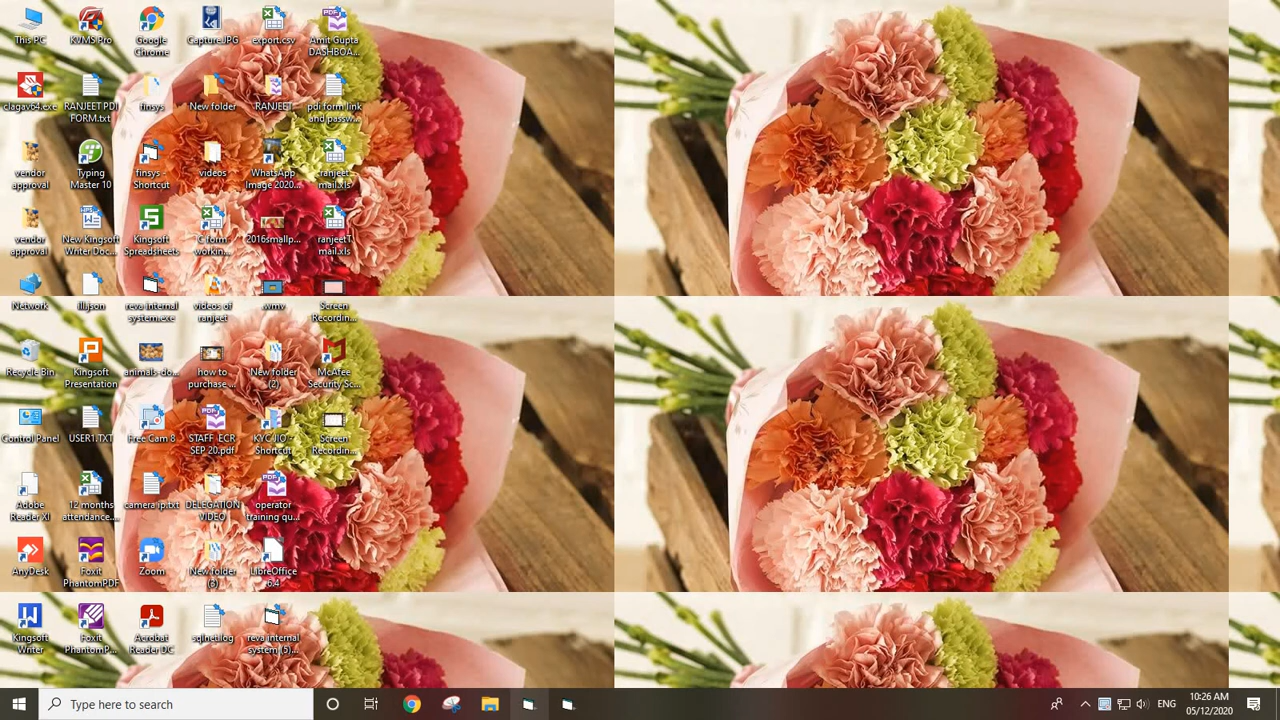 This PC
KVMS Pro
Google
Chrome
Capture.JPG
export.csv
Amit Gupta
DASHBOA...
clagav64.exe
RANJEET PDI
FORM.txt
finsys
New folder
RANJEET
pdi form link
and passw...
vendor
approval
Typing
Master 10
finsys -
Shortcut
videos
WhatsApp
Image 2020...
ranjeet
mail.xls
vendor
approval
New Kingsoft
Writer Doc...
Kingsoft
Spreadsheets
C form
workin...
2016smallp...
ranjeet1
mail.xls
Network
llll.json
reva internal
system.exe
videos of
ranjeet
.wmv
Screen
Recordin...
Recycle Bin
Kingsoft
Presentation
animals-do...
how to
purchase ...
New folder
(2)
McAfee
Security Sc...
Control Panel
USER1.TXT
Free Cam 8
STAFF ECR
SEP 20.pdf
KYC JIO -
Shortcut
Screen
Recordin...
Adobe
Reader XI
12 months
attendance....
camera ip.txt
DELEGATION
VIDEO
operator
training qu...
AnyDesk
Foxit
PhantomPDF
Zoom
New folder
(3)
LibreOffice
6.4
Kingsoft
Writer
Foxit
PhantomP...
Acrobat
Reader DC
sqlnet.log
reva internal
system (5)...
Type here to search
ENG
10:26 AM
05/12/2020